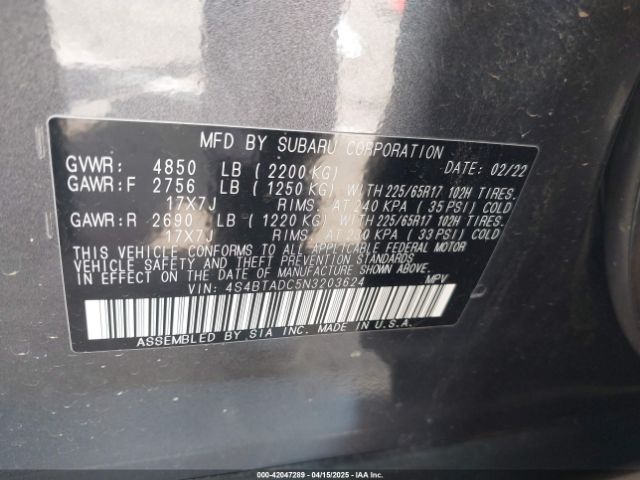 MFD BY SUBARU CORPORATION
GVWR: 4850 LB (2200 KG) DATE: 02/22
GAWR:F 2756 LB (1250 KG) WITH 225/65R17 102H TIRES.
17X7J RIMS. AT 240 KPA (35 PSI) COLD
GAWR:R 2690 LB (1220 KG) WITH 225/65R17 102H TIRES.
17X7J RIMS. AT 230 KPA (33 PSI) COLD
THIS VEHICLE CONFORMS TO ALL APPLICABLE FEDERAL MOTOR
VEHICLE SAFETY AND THEFT PREVENTION STANDARDS
IN EFFECT ON THE DATE OF MANUFACTURE SHOWN ABOVE.
VIN: 4S4BTADC5N3203624 MPV
ASSEMBLED BY SIA INC. MADE IN U.S.A.
000-42047289 - 04/15/2025 - IAAI.com